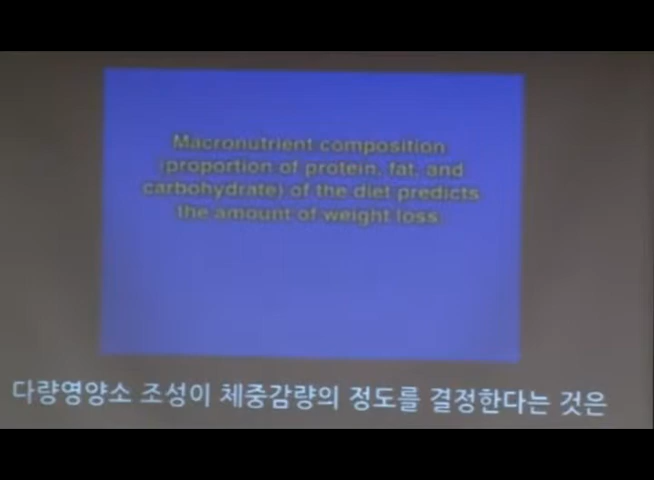 Macronutrient composition
(proportion of protein, fat, and
carbohydrate) of the diet predicts
the amount of weight loss.
다량영양소 조성이 체중감량의 정도를 결정한다는 것은